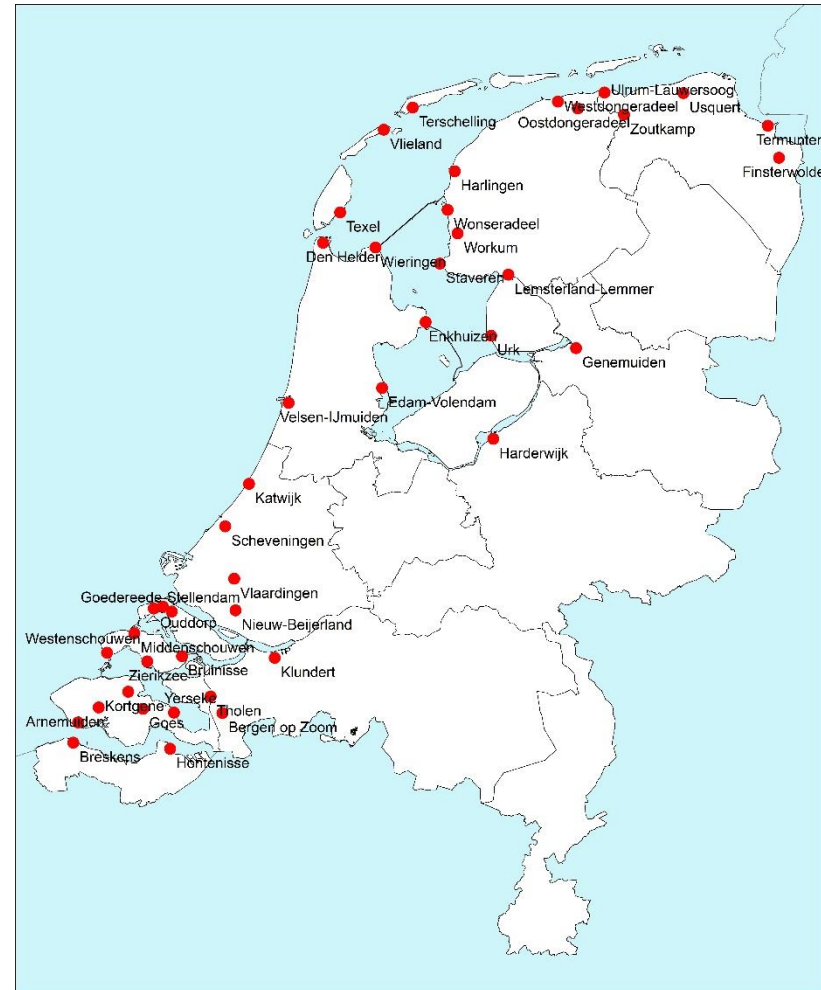 Ulrum-Lauwersoog
Westdongeradeel
Usquert
Terschelling
Oostdongeradeel
Zoutkamp
Vlieland
Termunten
Finsterwolde
Harlingen
Texel
Wonseradeel
Workum
Den Helder
Wieringen
Staveren
Lemsterland-Lemmer
Enkhuizen
Urk
Genemuiden
Edam-Volendam
Velsen-IJmuiden
Harderwijk
Katwijk
Scheveningen
Vlaardingen
Goedereede-Stellendam
Ouddorp
Nieuw-Beijerland
Westenschouwen
Middenschouwen
Bruinisse
Klundert
Zierikzee
Yerseke
Kortgene
Tholen
Arnemuiden
Goes
Bergen op Zoom
Breskens
Hontenisse